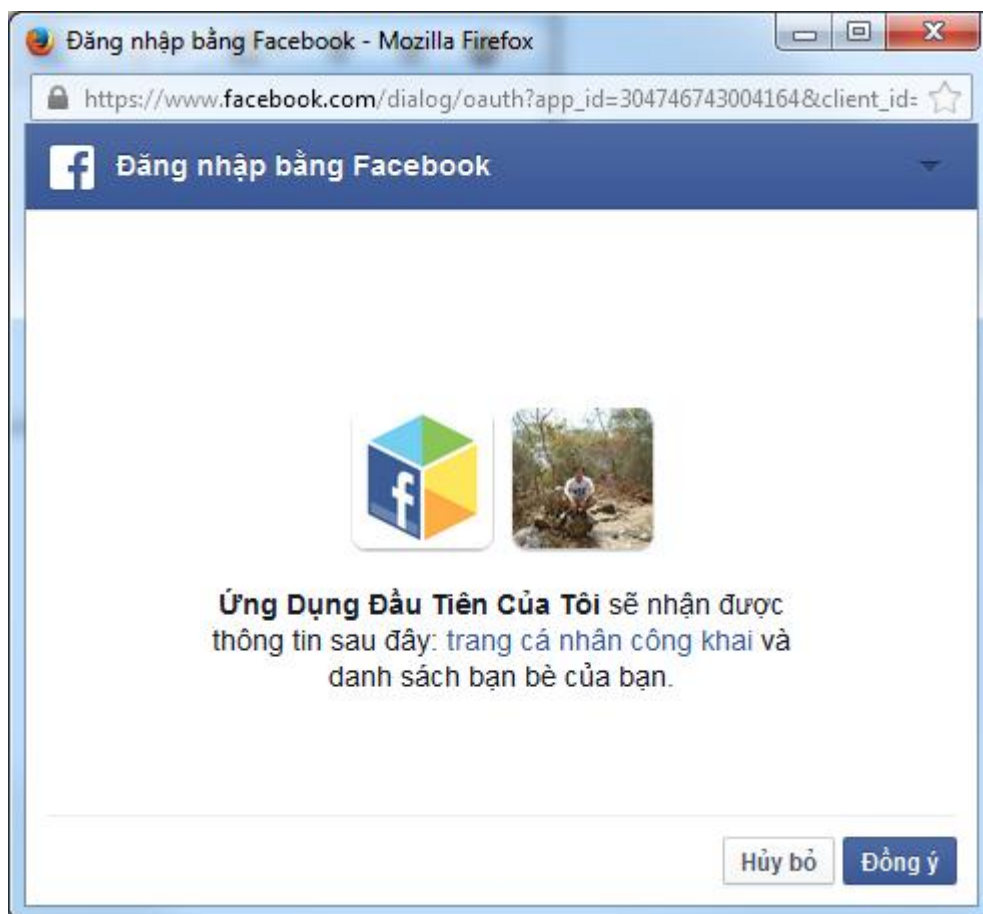 Đăng nhập bằng Facebook - Mozilla Firefox
https://www.facebook.com/dialog/oauth?app_id=304746743004164&client_id=
f Đăng nhập bằng Facebook
f
Ứng Dụng Đầu Tiên Của Tôi sẽ nhận được
thông tin sau đây: trang cá nhân công khai và
danh sách bạn bè của bạn.
Hủy bỏ Đồng ý